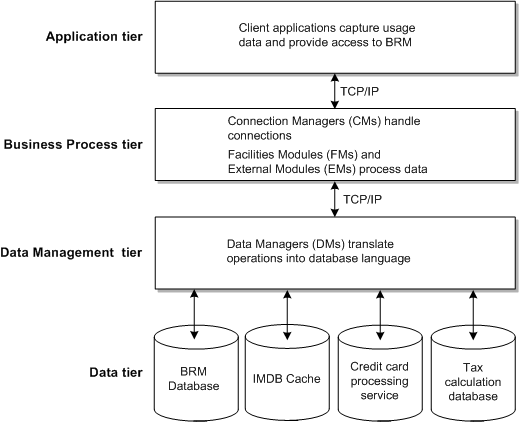 Application tier
Client applications capture usage
data and provide access to BRM
TCP/IP
Business Process tier
Connection Managers (CMs) handle
connections
Facilities Modules (FMs) and
External Modules (EMs) process data
TCP/IP
Data Management tier
Data Managers (DMs) translate
operations into database language
Data tier
BRM
Database
IMDB Cache
Credit card
processing
service
Tax
calculation
database